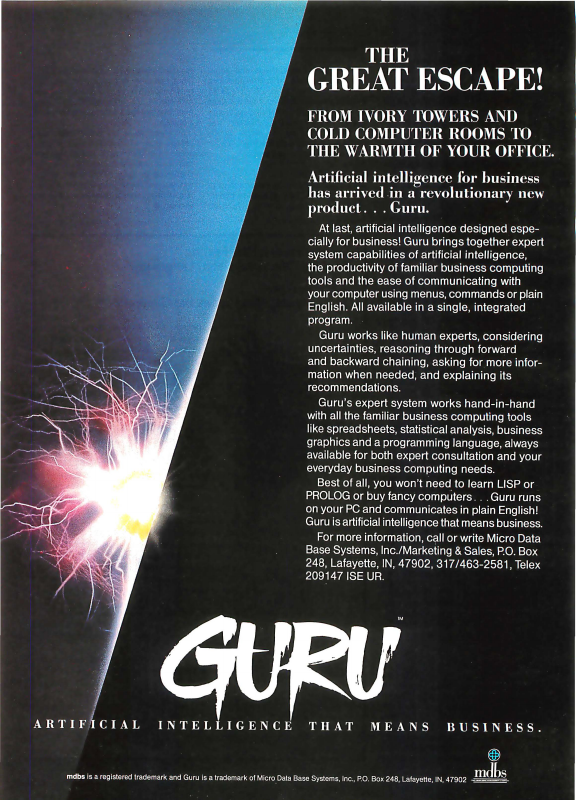 THE
GREAT ESCAPE!
FROM IVORY TOWERS AND
COLD COMPUTER ROOMS TO
THE WARMTH OF YOUR OFFICE.
Artificial intelligence for business
has arrived in a revolutionary new
product . . . Guru.
At last, artificial intelligence designed espe-
cially for business! Guru brings together expert
system capabilities of artificial intelligence,
the productivity of familiar business computing
tools and the ease of communicating with
your computer using menus, commands or plain
English. All available in a single, integrated
program.
Guru works like human experts, considering
uncertainties, reasoning through forward
and backward chaining, asking for more infor-
mation when needed, and explaining its
recommendations.
Guru's expert system works hand-in-hand
with all the familiar business computing tools
like spreadsheets, statistical analysis, business
graphics and a programming language, always
available for both expert consultation and your
everyday business computing needs.
Best of all, you won't need to learn LISP or
PROLOG or buy fancy computers . . . Guru runs
on your PC and communicates in plain English!
Guru is artificial intelligence that means business.
For more information, call or write Micro Data
Base Systems, Inc./Marketing & Sales, P.O. Box
248, Lafayette, IN, 47902, 317/463-2581, Telex
209147 ISE UR.
GURU™
ARTIFICIAL INTELLIGENCE THAT MEANS BUSINESS.
mdbs is a registered trademark and Guru is a trademark of Micro Data Base Systems, Inc., P.O. Box 248, Lafayette, IN, 47902
mdbs